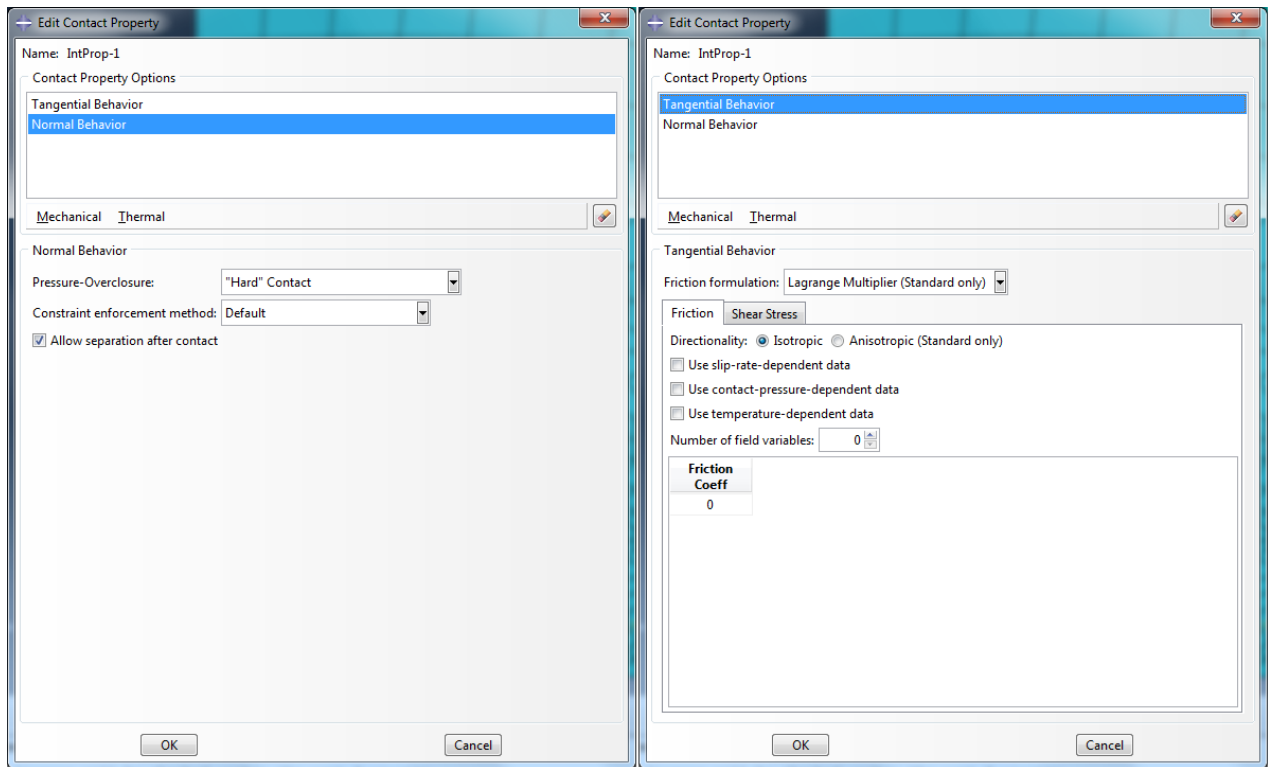 Edit Contact Property
Name: IntProp-1
Contact Property Options
Tangential Behavior
Normal Behavior
Mechanical Thermal
Normal Behavior
Pressure-Overclosure: "Hard" Contact
Constraint enforcement method: Default
Allow separation after contact
OK Cancel
Edit Contact Property
Name: IntProp-1
Contact Property Options
Tangential Behavior
Normal Behavior
Mechanical Thermal
Tangential Behavior
Friction formulation: Lagrange Multiplier (Standard only)
Friction Shear Stress
Directionality: Isotropic Anisotropic (Standard only)
Use slip-rate-dependent data
Use contact-pressure-dependent data
Use temperature-dependent data
Number of field variables: 0
Friction
Coeff
0
OK Cancel